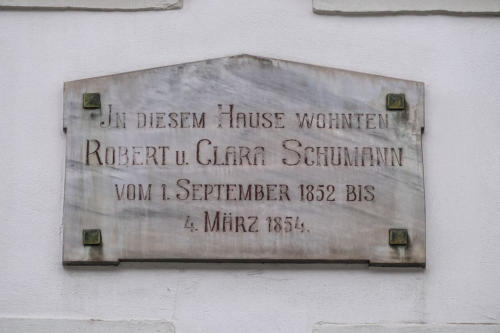 In diesem Hause wohnten
Robert u. Clara Schumann
vom 1. September 1852 bis
4. März 1854.